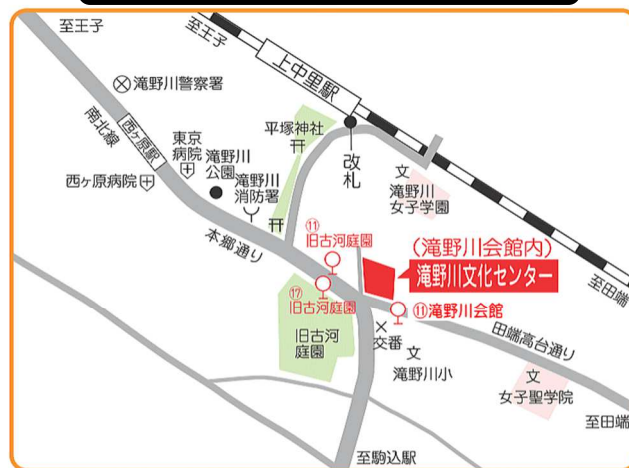 至王子
至王子
上中里駅
滝野川警察署
南北線
西ヶ原駅
東京
病院
滝野川
公園
平塚神社
改
札
西ヶ原病院
滝野川
消防署
文
滝野川
女子学園
本郷通り
⑪
旧古河庭園
(滝野川会館内)
滝野川文化センター
至田端
⑰
旧古河庭園
⑪滝野川会館
旧古河
庭園
交番
文
滝野川小
田端高台通り
文
女子聖学院
至田端
至駒込駅